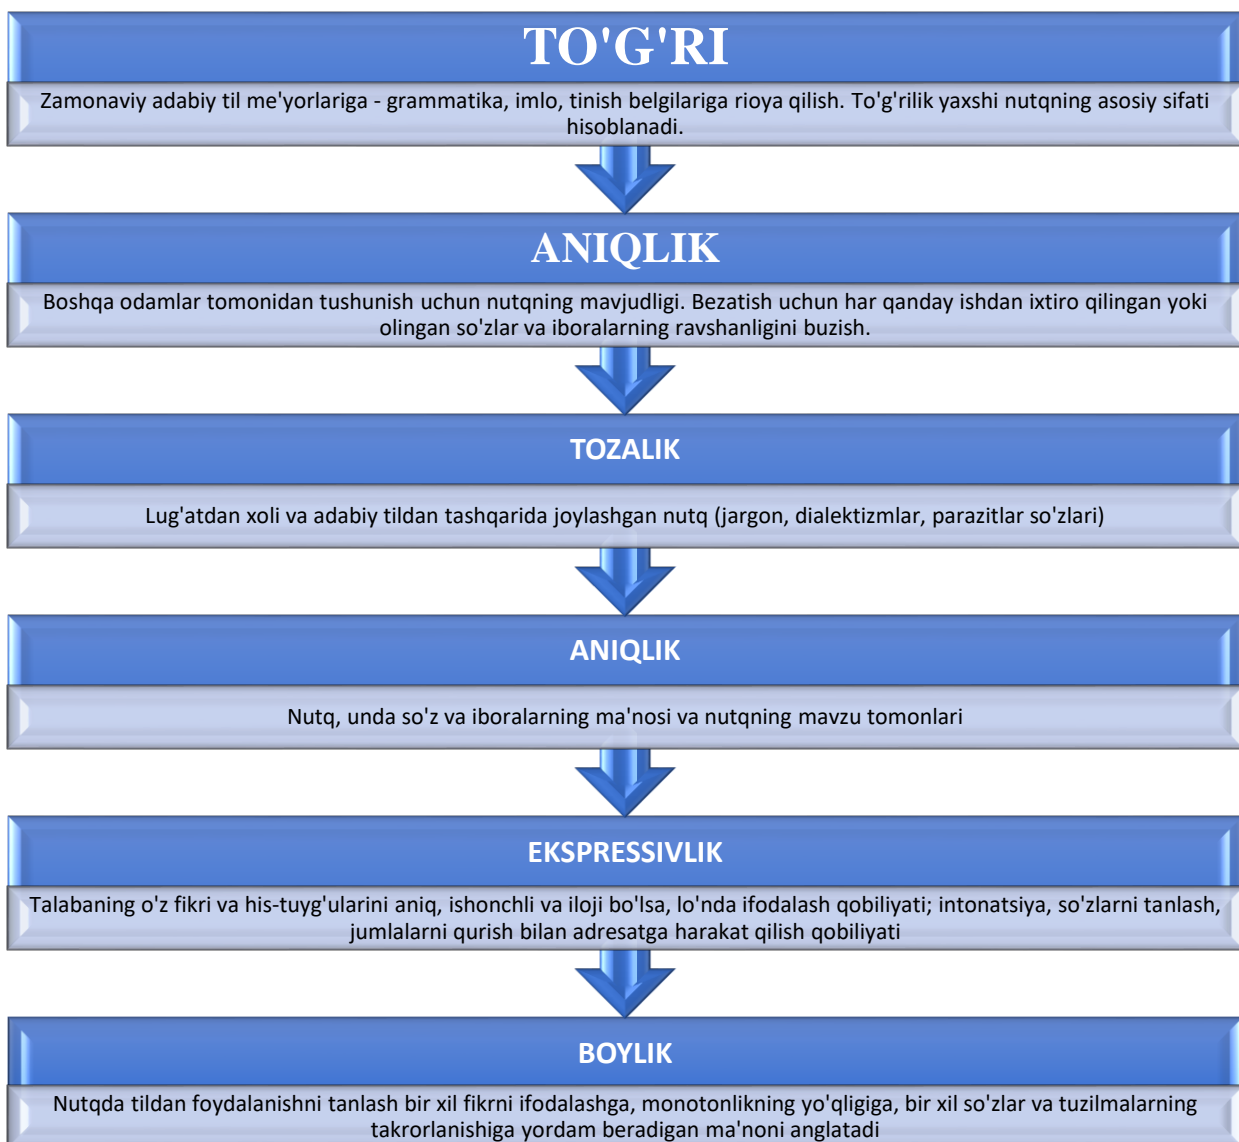 TO'G'RI
Zamonaviy adabiy til me'yorlariga - grammatika, imlo, tinish belgilariga rioya qilish. To'g'rilik yaxshi nutqning asosiy sifati
hisoblanadi.
ANIQLIK
Boshqa odamlar tomonidan tushunish uchun nutqning mavjudligi. Bezatish uchun har qanday ishdan ixtiro qilingan yoki
olingan so'zlar va iboralarning ravshanligini buzish.
TOZALIK
Lug'atdan xoli va adabiy tildan tashqarida joylashgan nutq (jargon, dialektizmlar, parazitlar so'zlari)
ANIQLIK
Nutq, unda so'z va iboralarning ma'nosi va nutqning mavzu tomonlari
EKSPRESSIVLIK
Talabaning o'z fikri va his-tuyg'ularini aniq, ishonchli va iloji bo'lsa, lo'nda ifodalash qobiliyati; intonatsiya, so'zlarni tanlash,
jumlalarni qurish bilan adresatga harakat qilish qobiliyati
BOYLIK
Nutqda tildan foydalanishni tanlash bir xil fikrni ifodalashga, monotonlikning yo'qligiga, bir xil so'zlar va tuzilmalarning
takrorlanishiga yordam beradigan ma'noni anglatadi